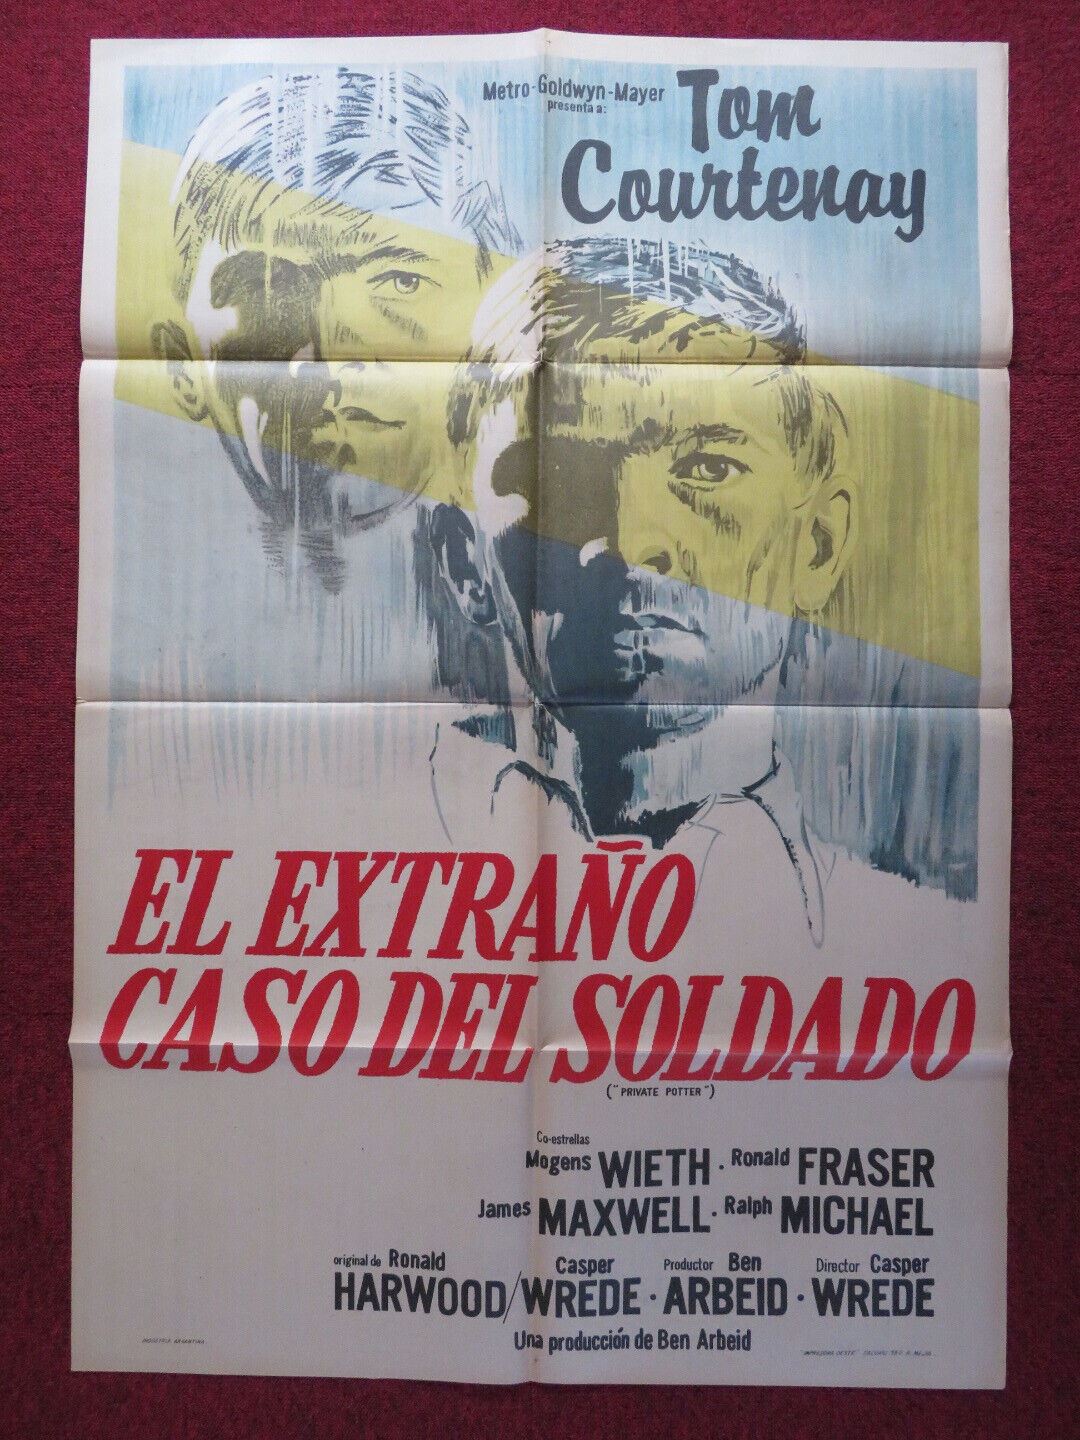 Metro-Goldwyn-Mayer
presenta a:
Tom
Courtenay
EL EXTRAÑO
CASO DEL SOLDADO
("PRIVATE POTTER")
Co-estrellas
Mogens WIETH · Ronald FRASER
James MAXWELL · Ralph MICHAEL
original de Ronald HARWOOD / Casper WREDE · Productor Ben ARBEID · Director Casper WREDE
Una producción de Ben Arbeid
INDUSTRIA ARGENTINA
IMPRESORA OESTE